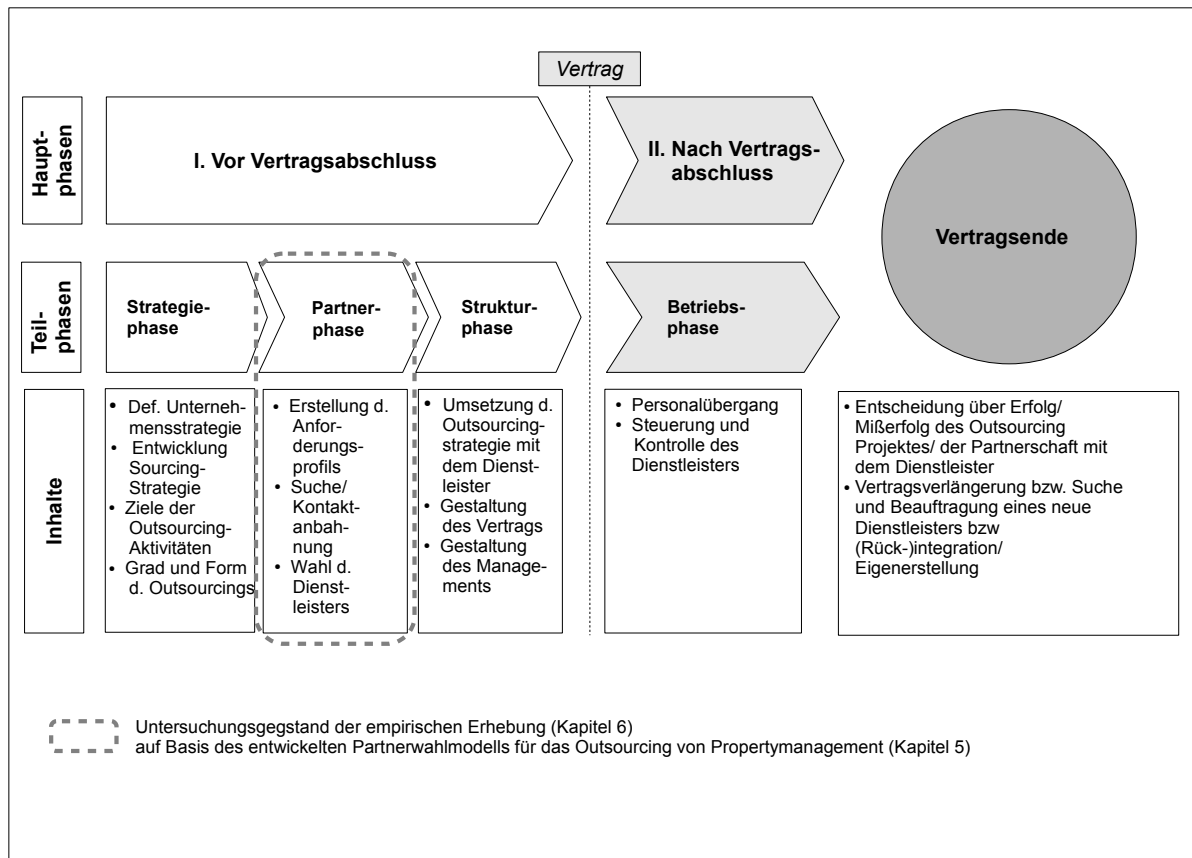 Vertrag
Haupt-
phasen
I. Vor Vertragsabschluss
II. Nach Vertrags-
abschluss
Vertragsende
Teil-
phasen
Strategie-
phase
Partner-
phase
Struktur-
phase
Betriebs-
phase
Inhalte
• Def. Unterneh-
mensstrategie
• Entwicklung
Sourcing-
Strategie
• Ziele der
Outsourcing-
Aktivitäten
• Grad und Form
d. Outsourcings
• Erstellung d.
Anfor-
derungs-
profils
• Suche/
Kontakt-
anbah-
nung
• Wahl d.
Dienst-
leisters
• Umsetzung d.
Outsourcing-
strategie mit
dem Dienst-
leister
• Gestaltung
des Vertrags
• Gestaltung
des Manage-
ments
• Personalübergang
• Steuerung und
Kontrolle des
Dienstleisters
• Entscheidung über Erfolg/
Mißerfolg des Outsourcing
Projektes/ der Partnerschaft mit
dem Dienstleister
• Vertragsverlängerung bzw. Suche
und Beauftragung eines neue
Dienstleisters bzw
(Rück-)integration/
Eigenerstellung
Untersuchungsgegstand der empirischen Erhebung (Kapitel 6)
auf Basis des entwickelten Partnerwahlmodells für das Outsourcing von Propertymanagement (Kapitel 5)